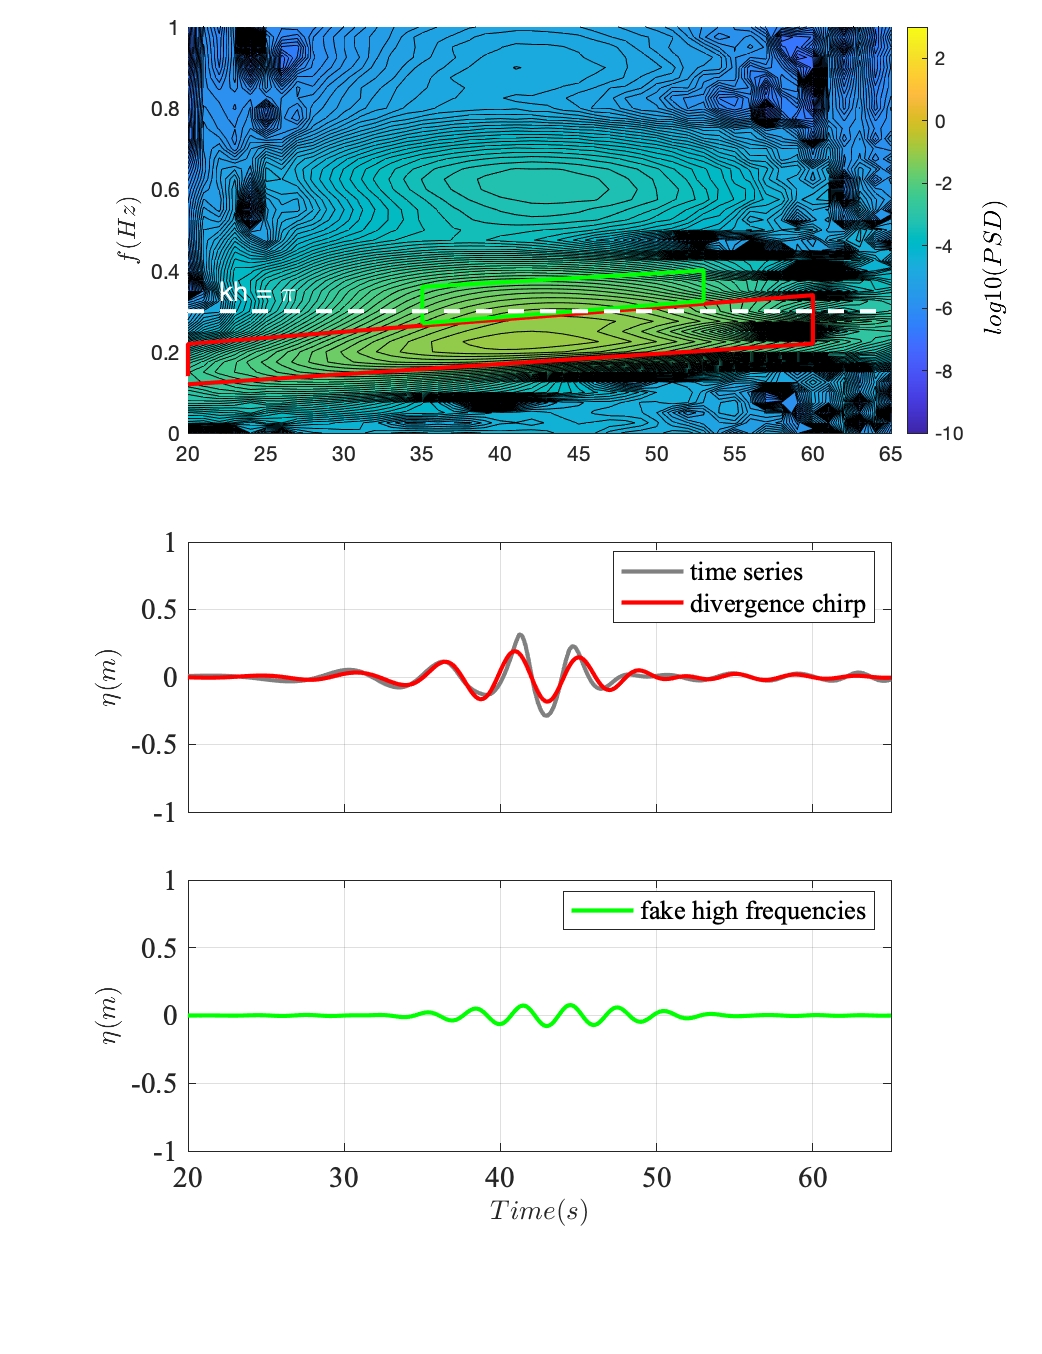 1
0.8
0.6
0.4
0.2
0
f(Hz)
kh = π
20 25 30 35 40 45 50 55 60 65
2
0
-2
-4
-6
-8
-10
log10(PSD)
1
0.5
0
-0.5
-1
η(m)
time series
divergence chirp
1
0.5
0
-0.5
-1
η(m)
fake high frequencies
20 30 40 50 60
Time(s)